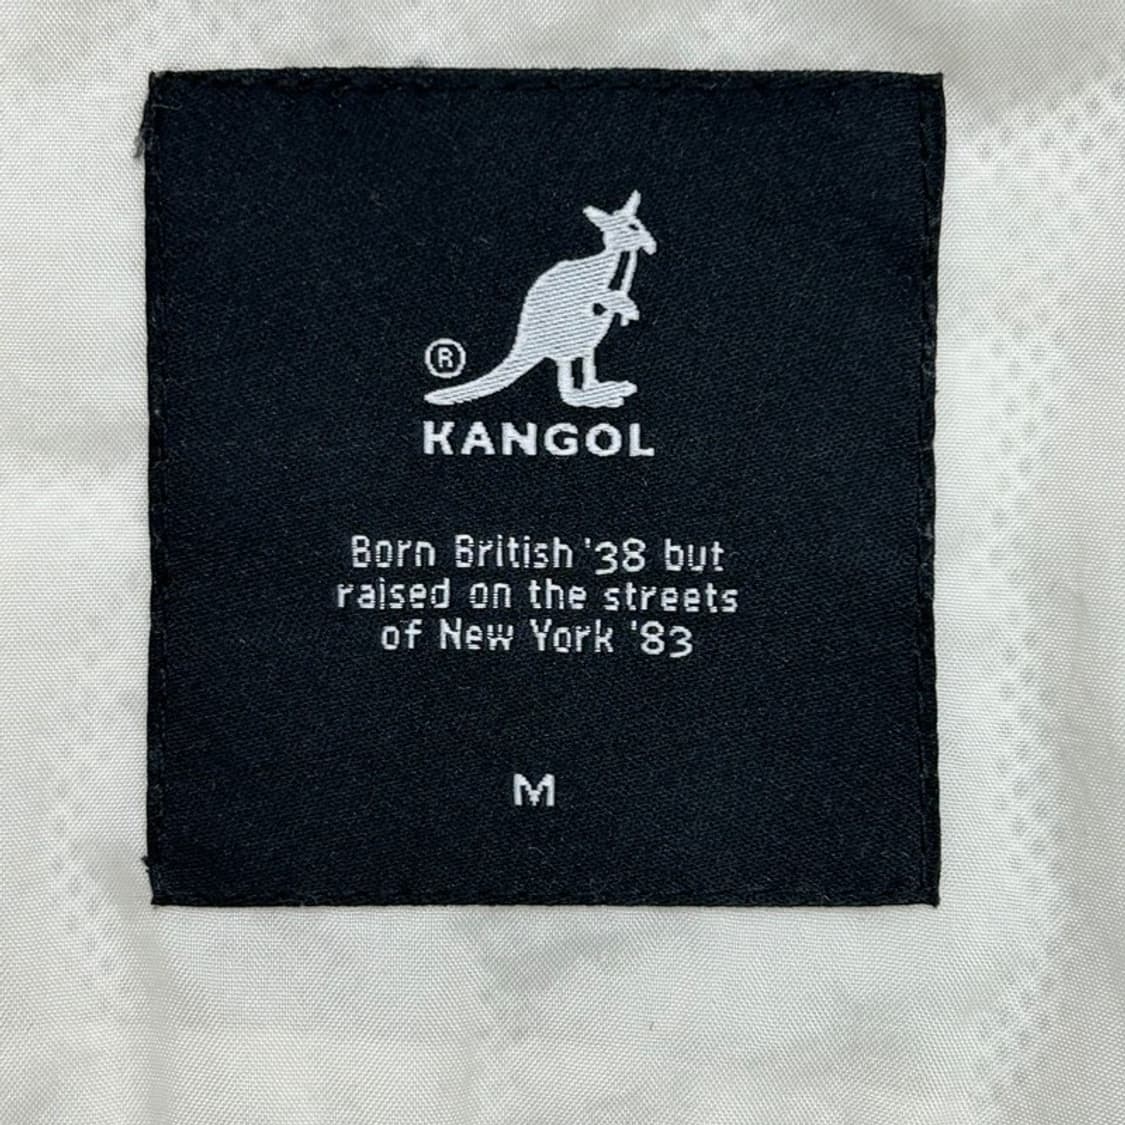 ®
KANGOL
Born British '38 but
raised on the streets
of New York '83
M